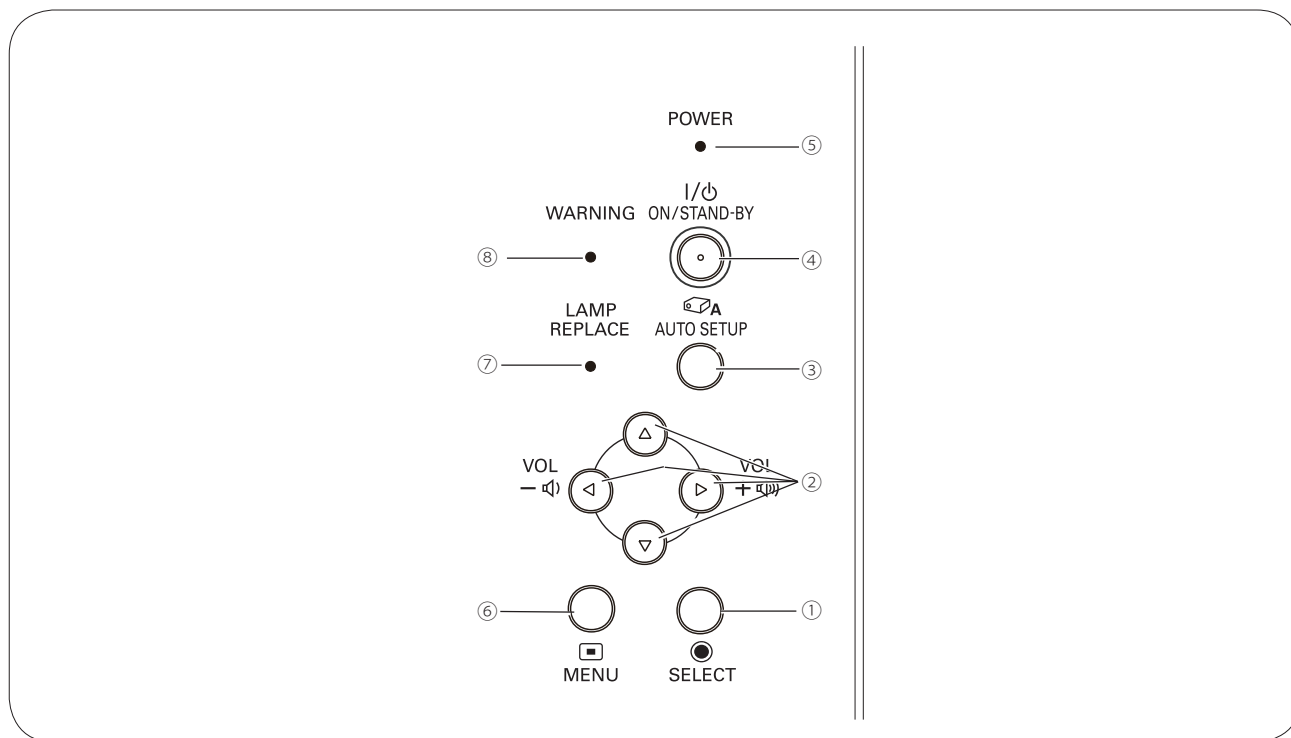 POWER
⑤
I/⏻
WARNING ON/STAND-BY
⑧
④
LAMP
REPLACE
A
AUTO SETUP
⑦
③
VOL
−
VOL
+
②
⑥
①
MENU
SELECT